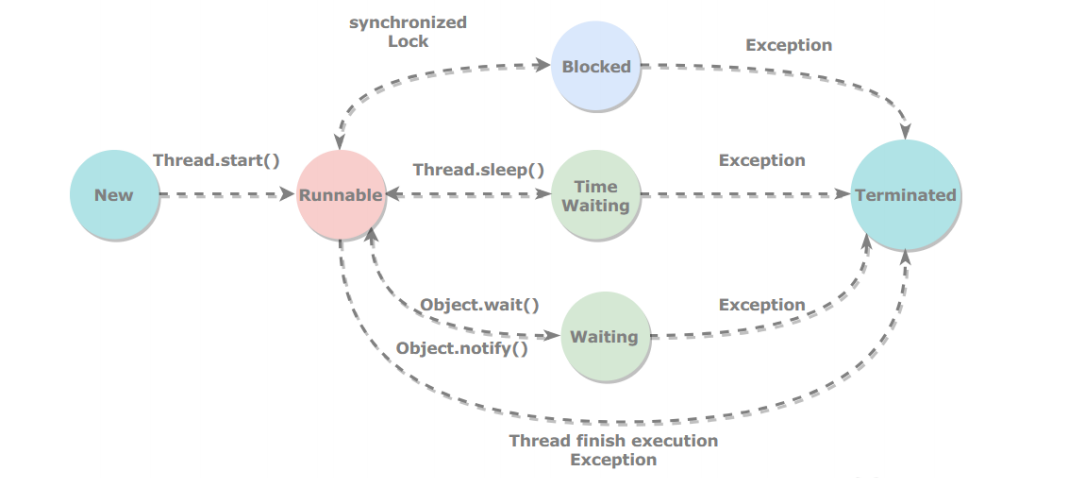 synchronized
Lock
Blocked
Exception
Thread.start()
New
Runnable
Thread.sleep()
Time
Waiting
Exception
Terminated
Object.wait()
Object.notify()
Waiting
Exception
Thread finish execution
Exception